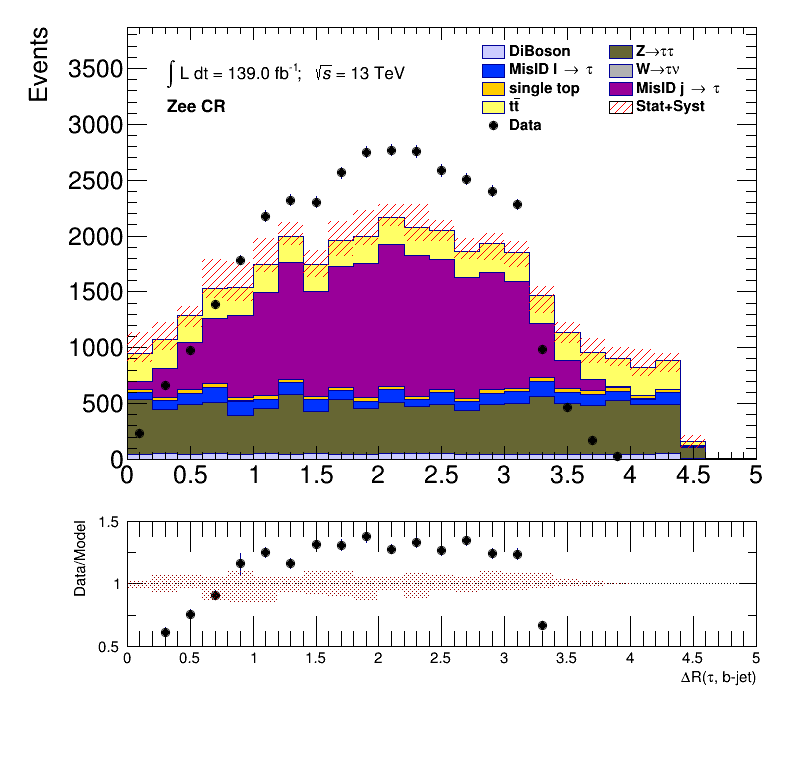 Events
3500
3000
2500
2000
1500
1000
500
0
∫ L dt = 139.0 fb⁻¹; √s = 13 TeV
Zee CR
DiBoson
MisID l → τ
single top
tt̄
Data
Z→ττ
W→τν
MisID j → τ
Stat+Syst
0 0.5 1 1.5 2 2.5 3 3.5 4 4.5 5
Data/Model
1.5
1
0.5
0 0.5 1 1.5 2 2.5 3 3.5 4 4.5 5
ΔR(τ, b-jet)